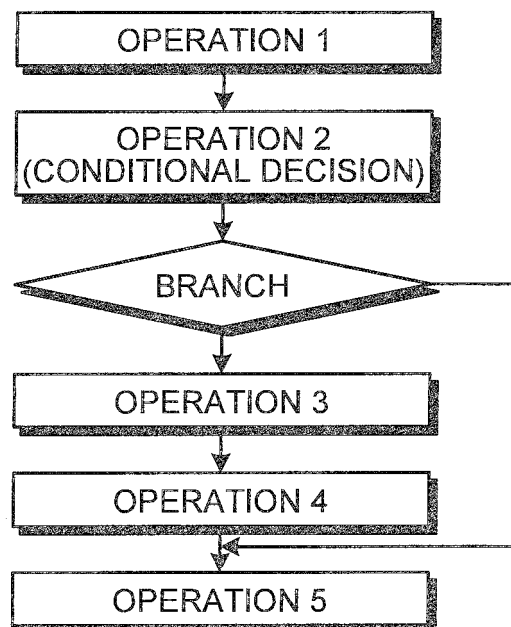 OPERATION 1
OPERATION 2
(CONDITIONAL DECISION)
BRANCH
OPERATION 3
OPERATION 4
OPERATION 5